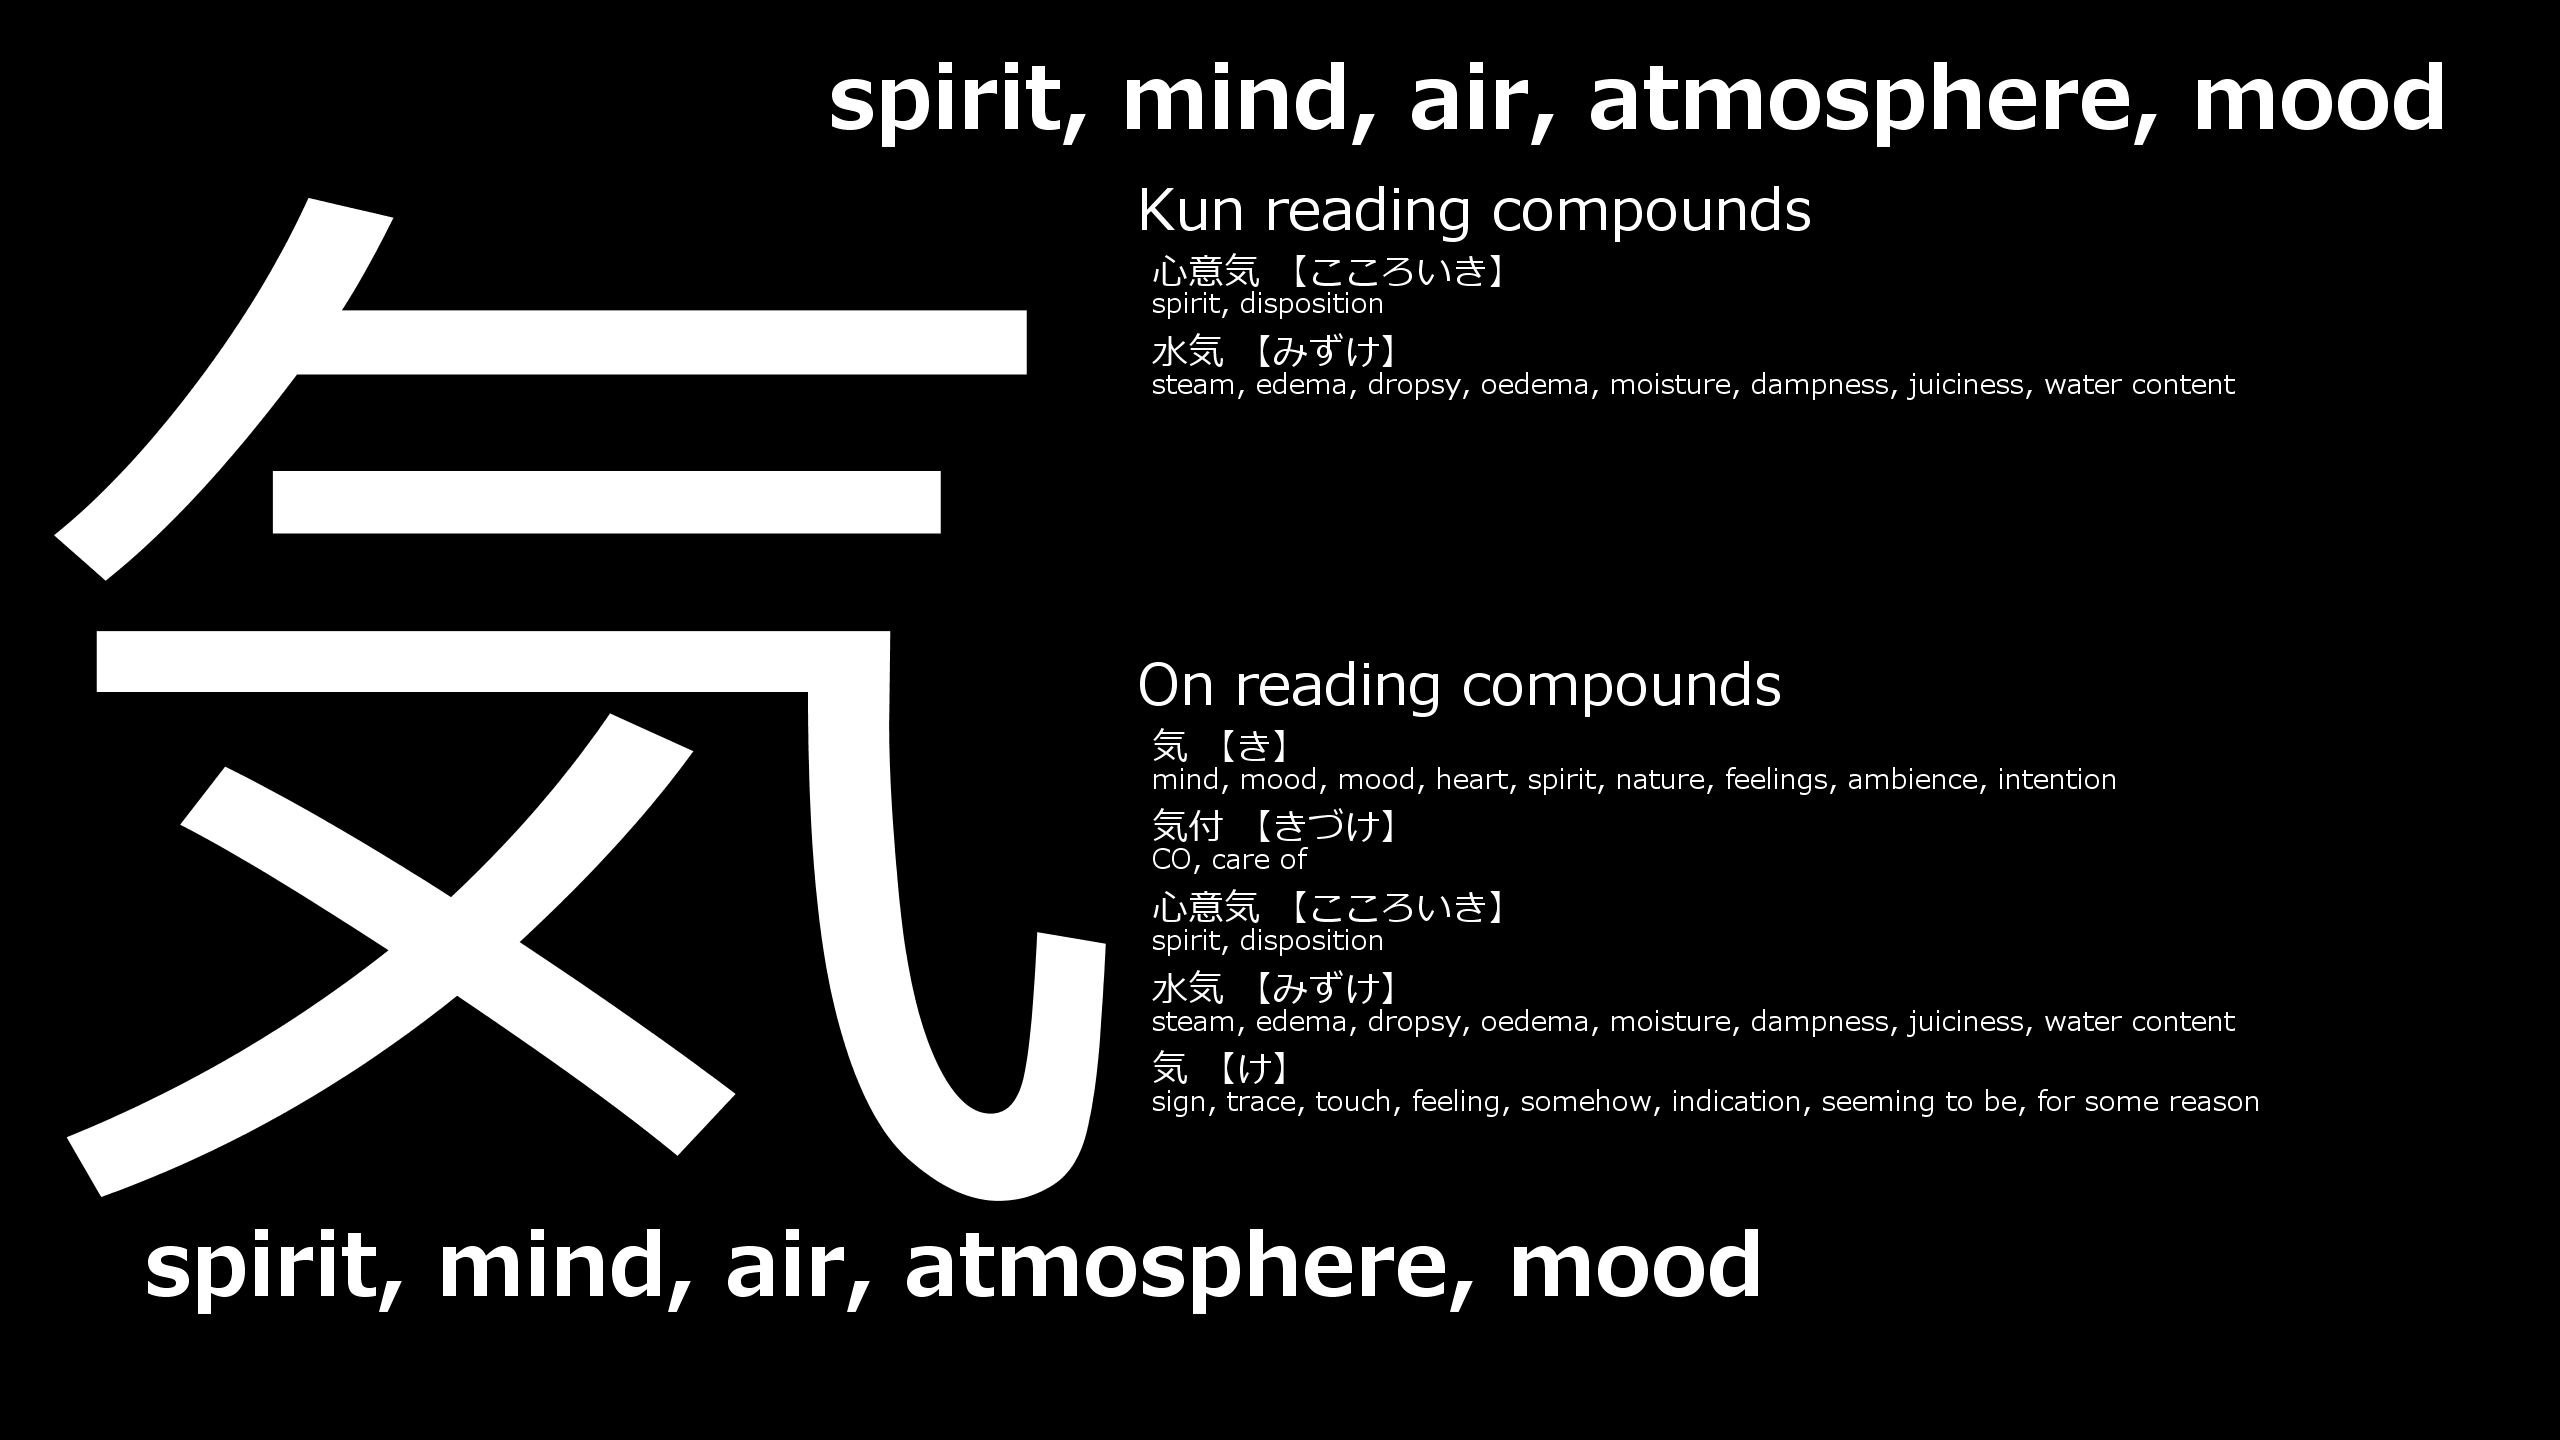 spirit, mind, air, atmosphere, mood
気
Kun reading compounds
心意気 【こころいき】
spirit, disposition
水気 【みずけ】
steam, edema, dropsy, oedema, moisture, dampness, juiciness, water content
On reading compounds
気 【き】
mind, mood, mood, heart, spirit, nature, feelings, ambience, intention
気付 【きづけ】
CO, care of
心意気 【こころいき】
spirit, disposition
水気 【みずけ】
steam, edema, dropsy, oedema, moisture, dampness, juiciness, water content
気 【け】
sign, trace, touch, feeling, somehow, indication, seeming to be, for some reason
spirit, mind, air, atmosphere, mood